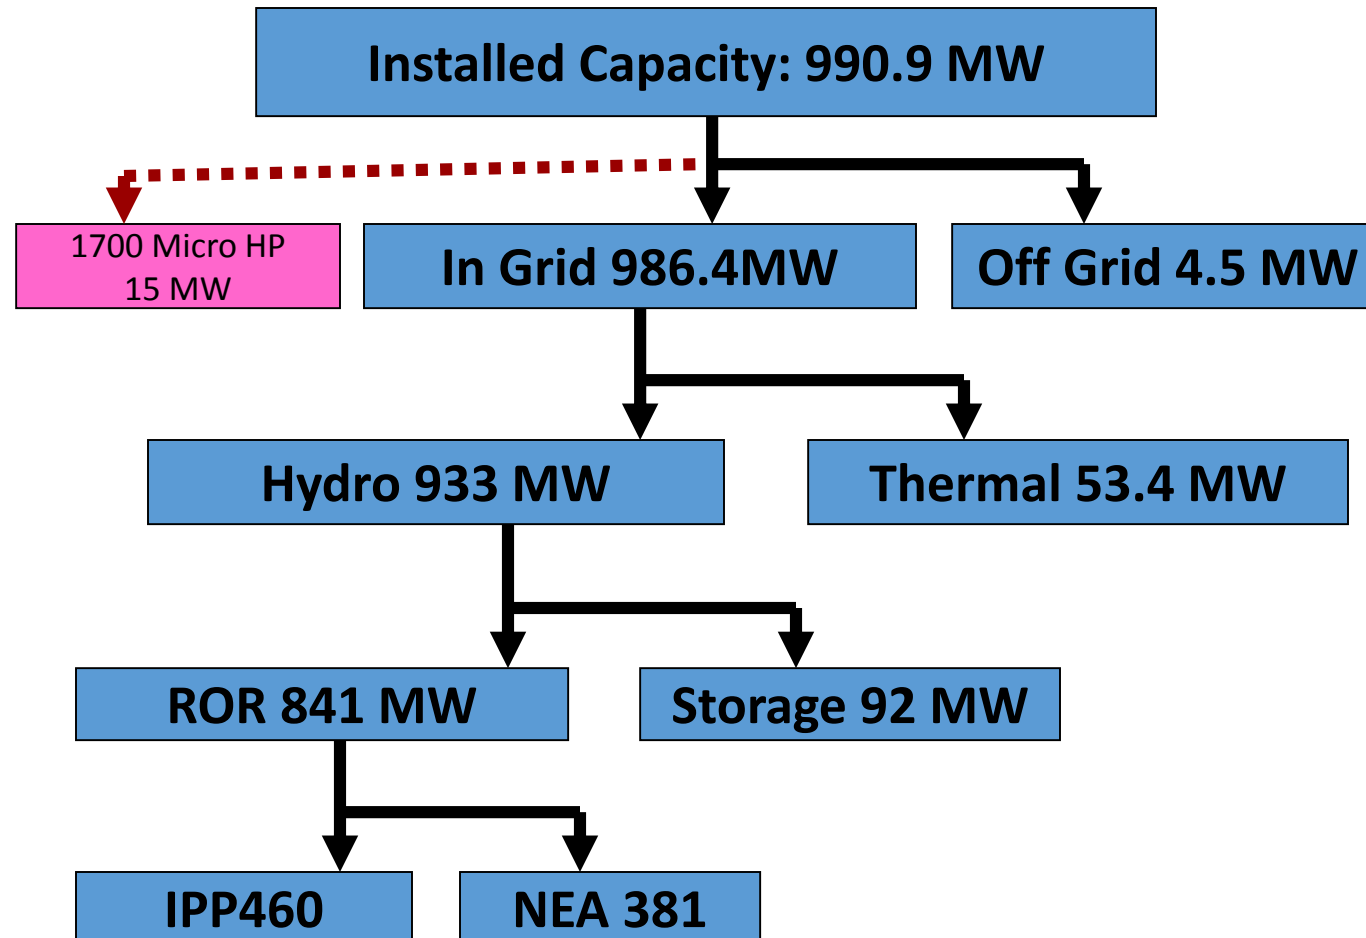 Installed Capacity: 990.9 MW
1700 Micro HP
15 MW
In Grid 986.4MW
Off Grid 4.5 MW
Hydro 933 MW
Thermal 53.4 MW
ROR 841 MW
Storage 92 MW
IPP460
NEA 381